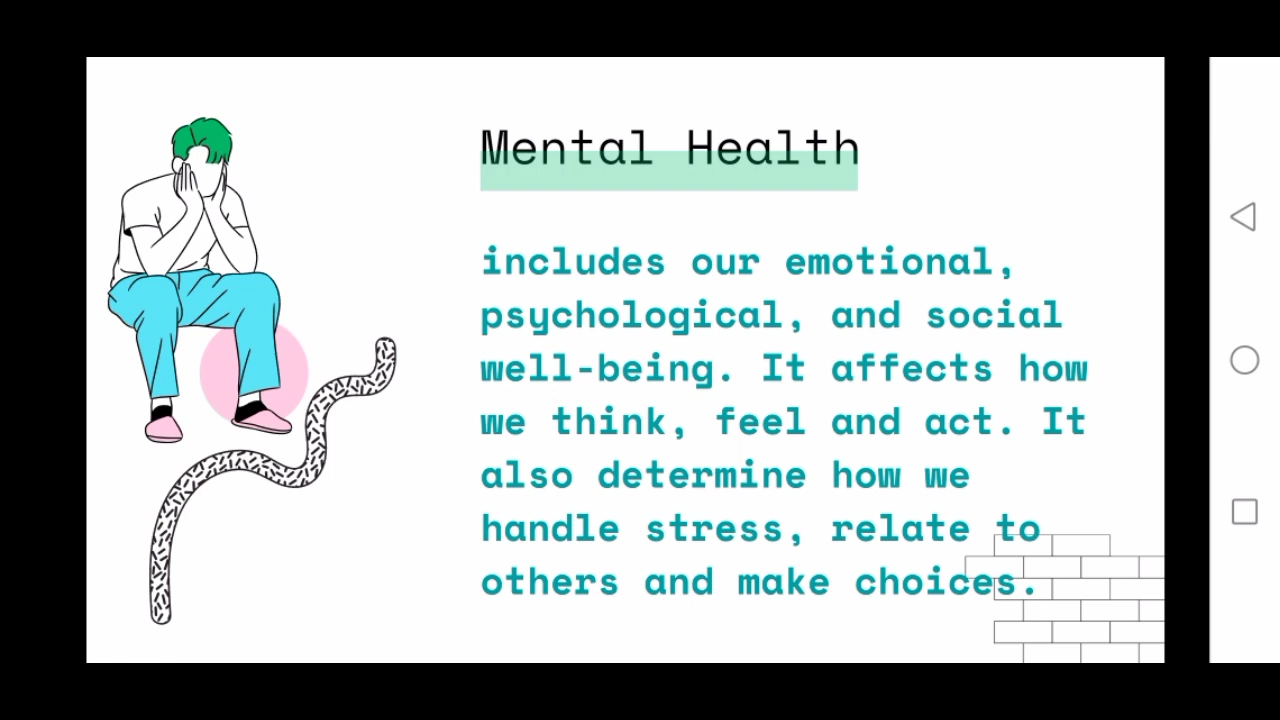 Mental Health
includes our emotional,
psychological, and social
well-being. It affects how
we think, feel and act. It
also determine how we
handle stress, relate to
others and make choices.